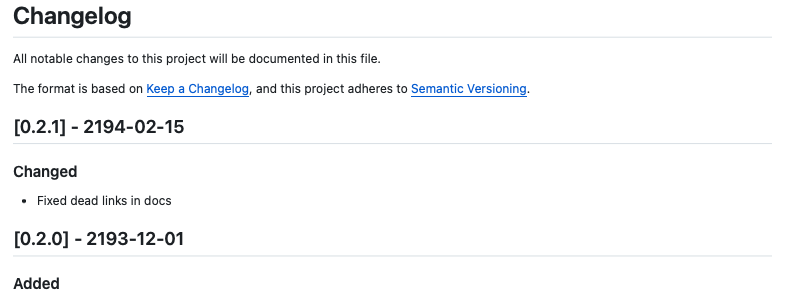 Changelog
All notable changes to this project will be documented in this file.
The format is based on Keep a Changelog, and this project adheres to Semantic Versioning.
[0.2.1] - 2194-02-15
Changed
• Fixed dead links in docs
[0.2.0] - 2193-12-01
Added